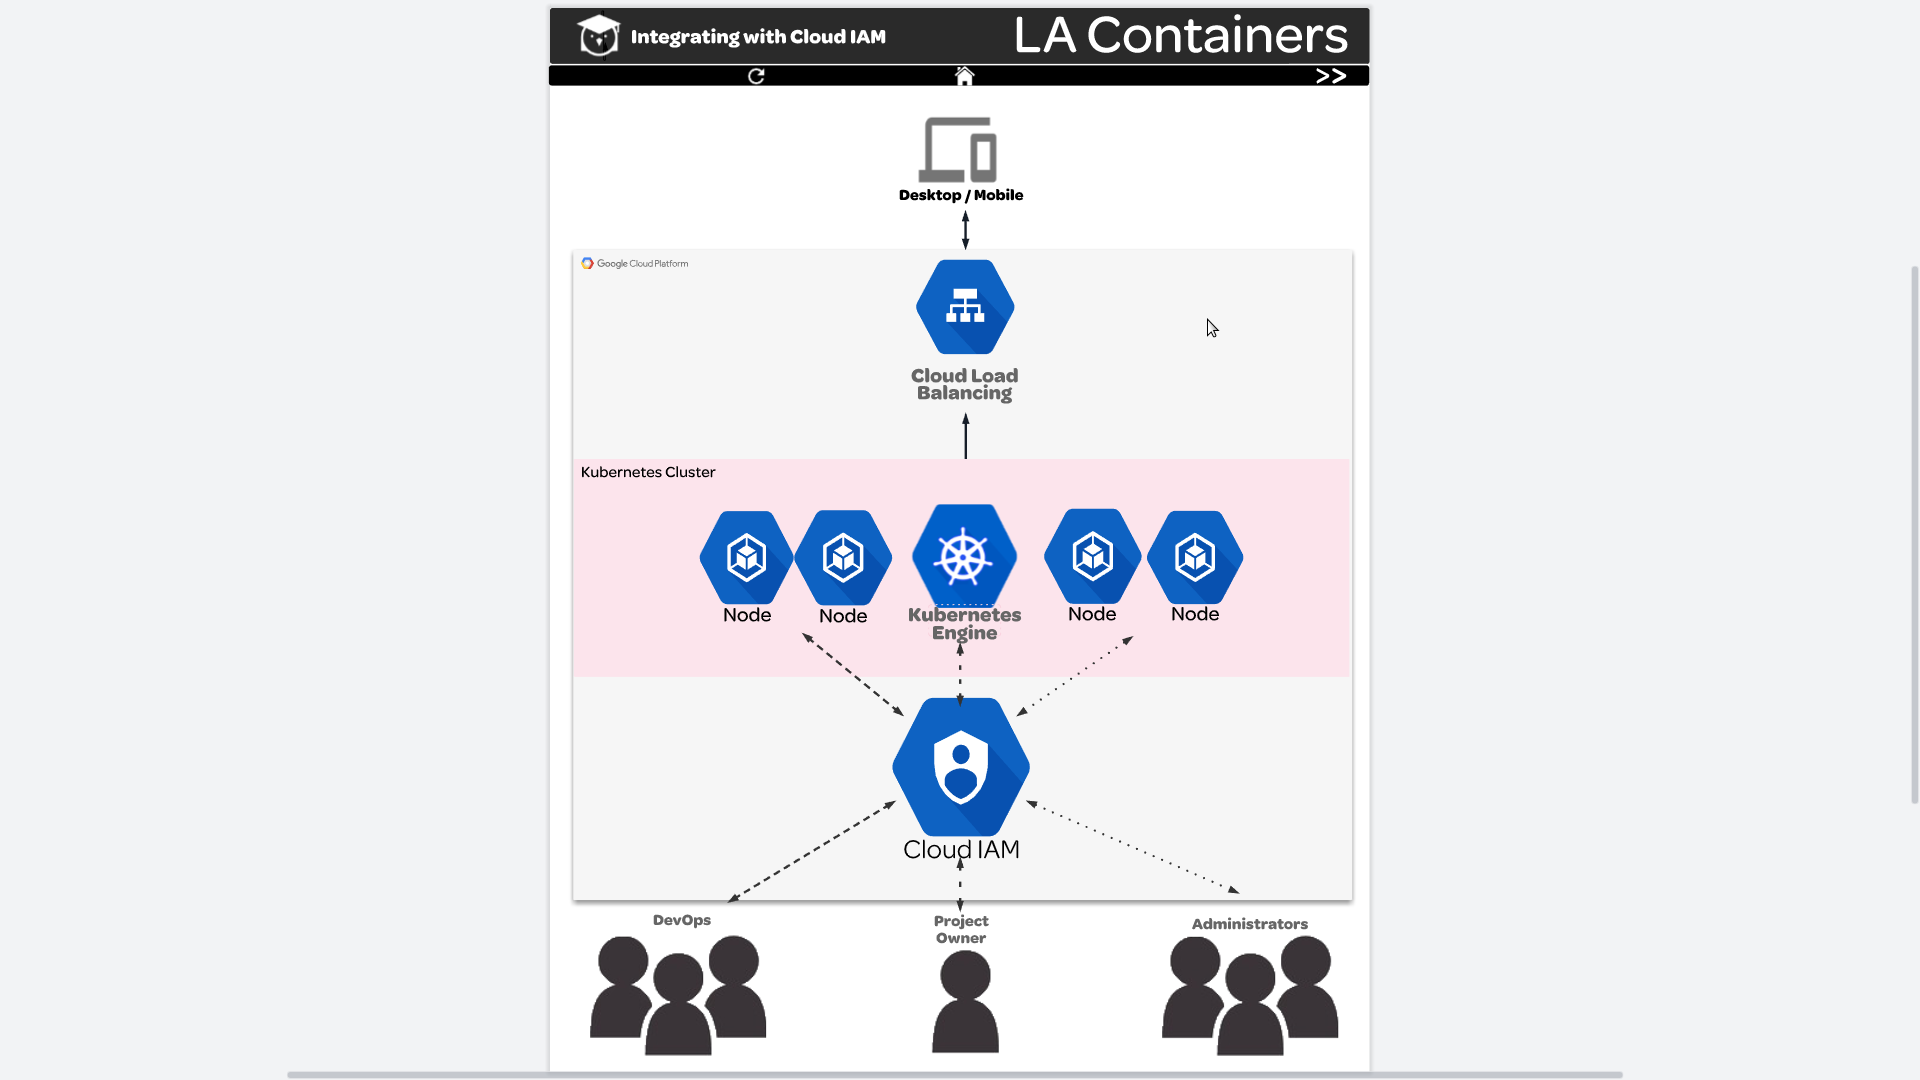 Integrating with Cloud IAM
LA Containers
>>
Desktop / Mobile
Google Cloud Platform
Cloud Load
Balancing
Kubernetes Cluster
Node
Node
Kubernetes
Engine
Node
Node
Cloud IAM
DevOps
Project
Owner
Administrators